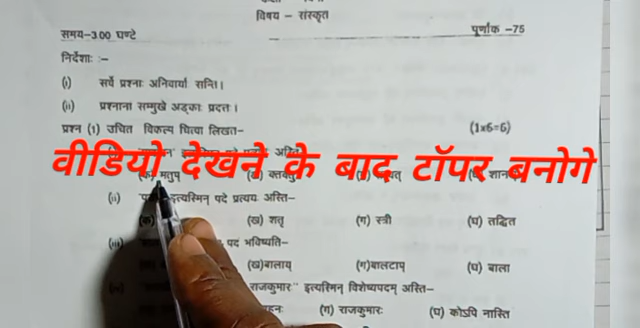 विषय – संस्कृत
समय–3.00 घण्टे
पूर्णांक –75
निर्देशाः :–
(i) सर्वे प्रश्नाः अनिवार्या सन्ति।
(ii) प्रश्नाना सम्मुखे अङ्काः प्रदत्तः।
प्रश्न (1) उचित विकल्प चित्वा लिखत–
(1x6=6)
वीडियो देखने के बाद टॉपर बनोगे
(क) मतुप् (ख) क्तवतु
(ii) इत्यस्मिन् पदे प्रत्यय अस्ति–
(ख) शतृ (ग) स्त्री (घ) तद्धित
(iii) पदं भविष्यति–
(ख)बालाय् (ग)बालटाप् (घ) बाला
राजकुमारः" इत्यस्मिन् विशेष्यपदम् अस्ति–
(ग) राजकुमारः (घ) कोऽपि नास्ति